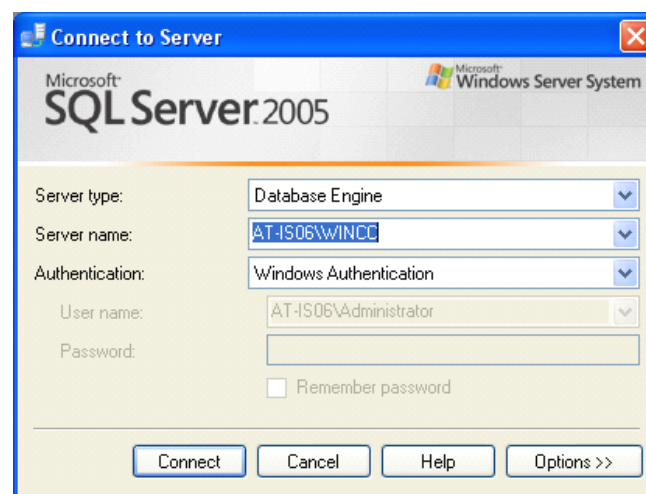 Connect to Server
Microsoft
SQL Server 2005
Microsoft
Windows Server System
Server type: Database Engine
Server name: AT-IS06\WINCC
Authentication: Windows Authentication
User name: AT-IS06\Administrator
Password:
Remember password
Connect Cancel Help Options >>